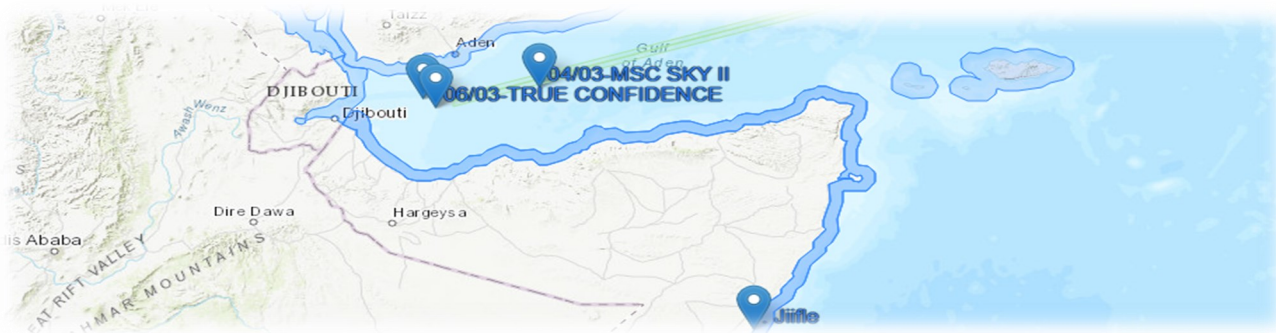 Taizz
Aden
Gulf
of Aden
04/03-MSC SKY II
06/03-TRUE CONFIDENCE
DJIBOUTI
Djibouti
Awash Wenz
Dire Dawa
Hargeysa
is Ababa
EAT RIFT VALLEY
HMAR MOUNTAINS
Jiifle